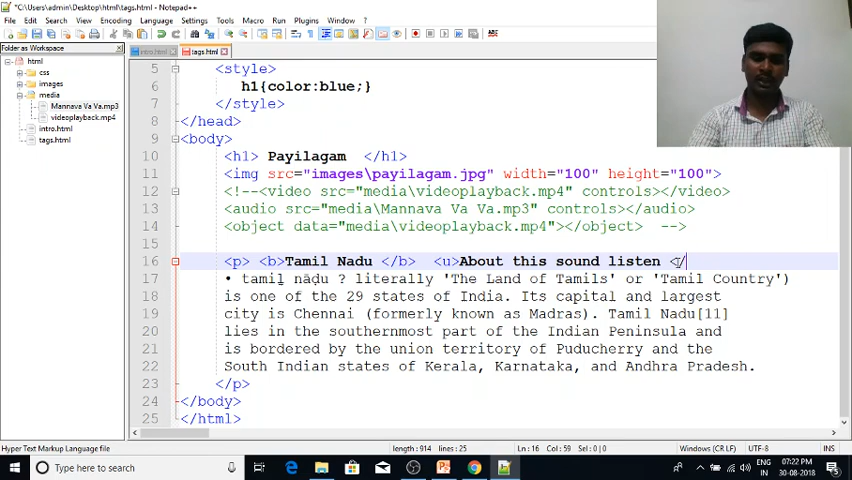 *C:\Users\admin\Desktop\html\tags.html - Notepad++
File Edit Search View Encoding Language Settings Tools Macro Run Plugins Window ?
Folder as Workspace
intro.html
tags.html
html
css
images
media
Mannava Va Va.mp3
videoplayback.mp4
intro.html
tags.html
5 <style>
6 h1{color:blue;}
7 </style>
8 </head>
9 <body>
10 <h1> Payilagam </h1>
11 <img src="images\payilagam.jpg" width="100" height="100">
12 <!--<video src="media\videoplayback.mp4" controls></video>
13 <audio src="media\Mannava Va Va.mp3" controls></audio>
14 <object data="media\videoplayback.mp4"></object> -->
15
16 <p> <b>Tamil Nadu </b> <u>About this sound listen </
17 • tamiḻ nāḍu ? literally 'The Land of Tamils' or 'Tamil Country')
18 is one of the 29 states of India. Its capital and largest
19 city is Chennai (formerly known as Madras). Tamil Nadu[11]
20 lies in the southernmost part of the Indian Peninsula and
21 is bordered by the union territory of Puducherry and the
22 South Indian states of Kerala, Karnataka, and Andhra Pradesh.
23 </p>
24 </body>
25 </html>
Hyper Text Markup Language file length : 914 lines : 25 Ln : 16 Col : 59 Sel : 0 | 0 Windows (CR LF) UTF-8 INS
Type here to search
ENG
IN
07:22 PM
30-08-2018